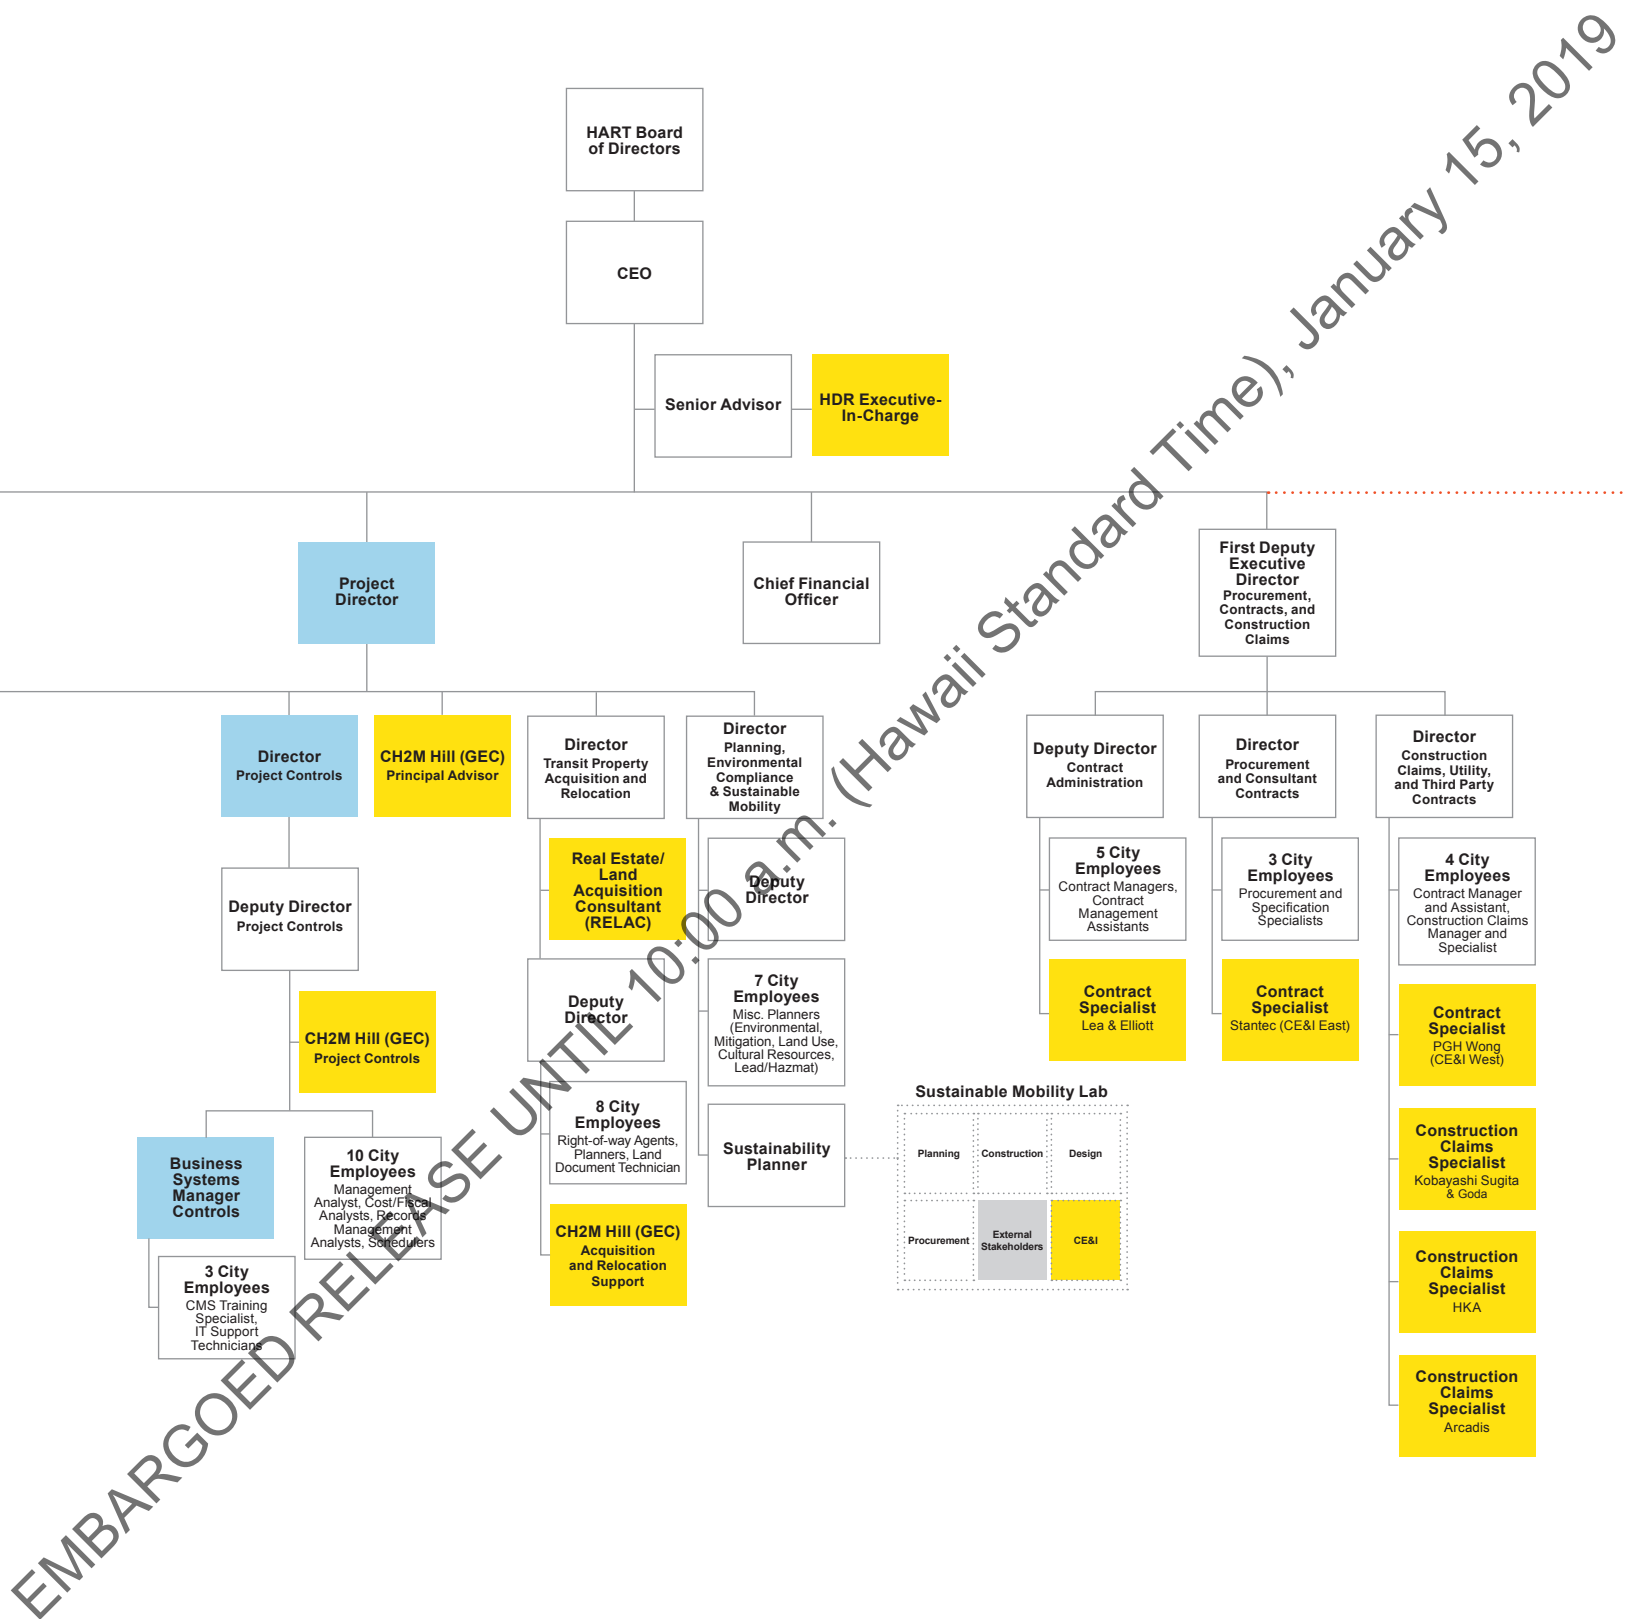 EMBARGOED RELEASE UNTIL 10:00 a.m. (Hawaii Standard Time), January 15, 2019
HART Board
of Directors
CEO
Senior Advisor
HDR Executive-
In-Charge
Project
Director
Chief Financial
Officer
First Deputy
Executive
Director
Procurement,
Contracts, and
Construction
Claims
Director
Project Controls
CH2M Hill (GEC)
Principal Advisor
Director
Transit Property
Acquisition and
Relocation
Director
Planning,
Environmental
Compliance
& Sustainable
Mobility
Deputy Director
Contract
Administration
Director
Procurement
and Consultant
Contracts
Director
Construction
Claims, Utility,
and Third Party
Contracts
Deputy Director
Project Controls
Real Estate/
Land
Acquisition
Consultant
(RELAC)
Deputy
Director
5 City
Employees
Contract Managers,
Contract
Management
Assistants
3 City
Employees
Procurement and
Specification
Specialists
4 City
Employees
Contract Manager
and Assistant,
Construction Claims
Manager and
Specialist
CH2M Hill (GEC)
Project Controls
Deputy
Director
7 City
Employees
Misc. Planners
(Environmental,
Mitigation, Land Use,
Cultural Resources,
Lead/Hazmat)
Contract
Specialist
Lea & Elliott
Contract
Specialist
Stantec (CE&I East)
Contract
Specialist
PGH Wong
(CE&I West)
Business
Systems
Manager
Controls
10 City
Employees
Management
Analyst, Cost/Fiscal
Analysts, Records
Management
Analysts, Schedulers
8 City
Employees
Right-of-way Agents,
Planners, Land
Document Technician
Sustainability
Planner
Sustainable Mobility Lab
Planning
Construction
Design
Procurement
External
Stakeholders
CE&I
Construction
Claims
Specialist
Kobayashi Sugita
& Goda
3 City
Employees
CMS Training
Specialist,
IT Support
Technicians
CH2M Hill (GEC)
Acquisition
and Relocation
Support
Construction
Claims
Specialist
HKA
Construction
Claims
Specialist
Arcadis